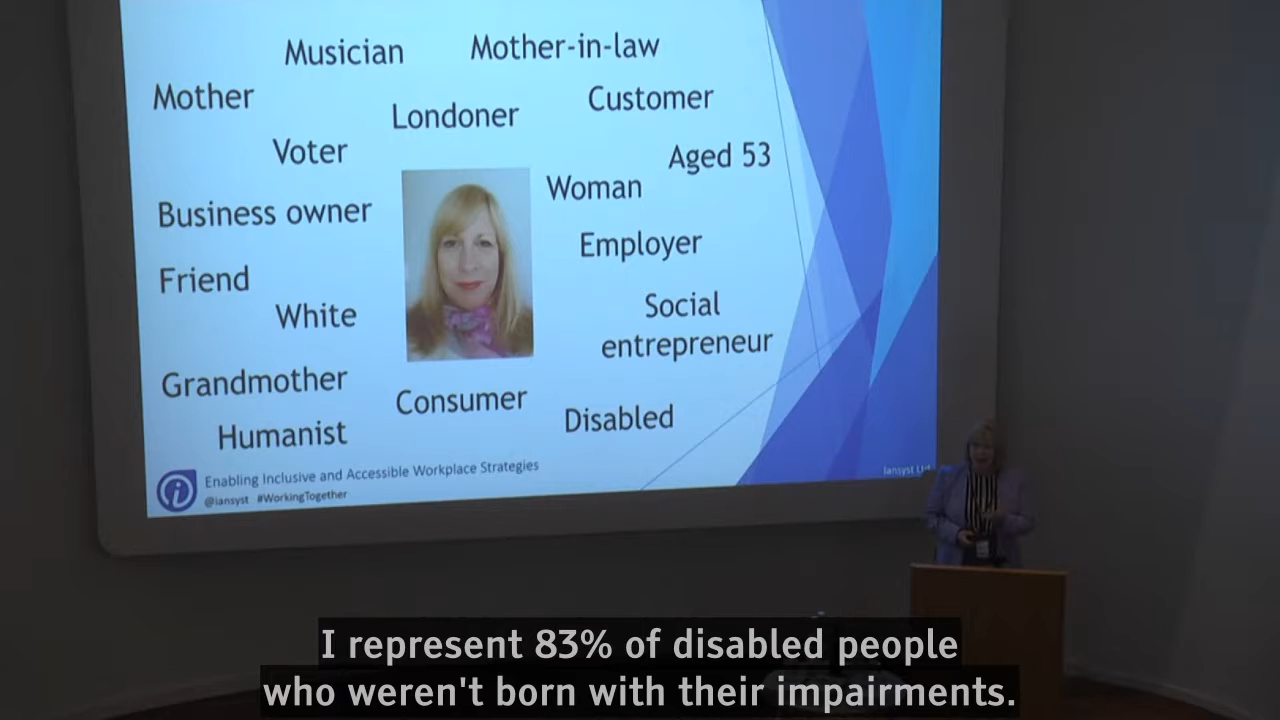 Musician
Mother-in-law
Mother
Londoner
Customer
Voter
Aged 53
Woman
Business owner
Employer
Friend
White
Social
entrepreneur
Grandmother
Consumer
Disabled
Humanist
Enabling Inclusive and Accessible Workplace Strategies
@iansyst #WorkingTogether
Iansyst Ltd
I represent 83% of disabled people
who weren't born with their impairments.